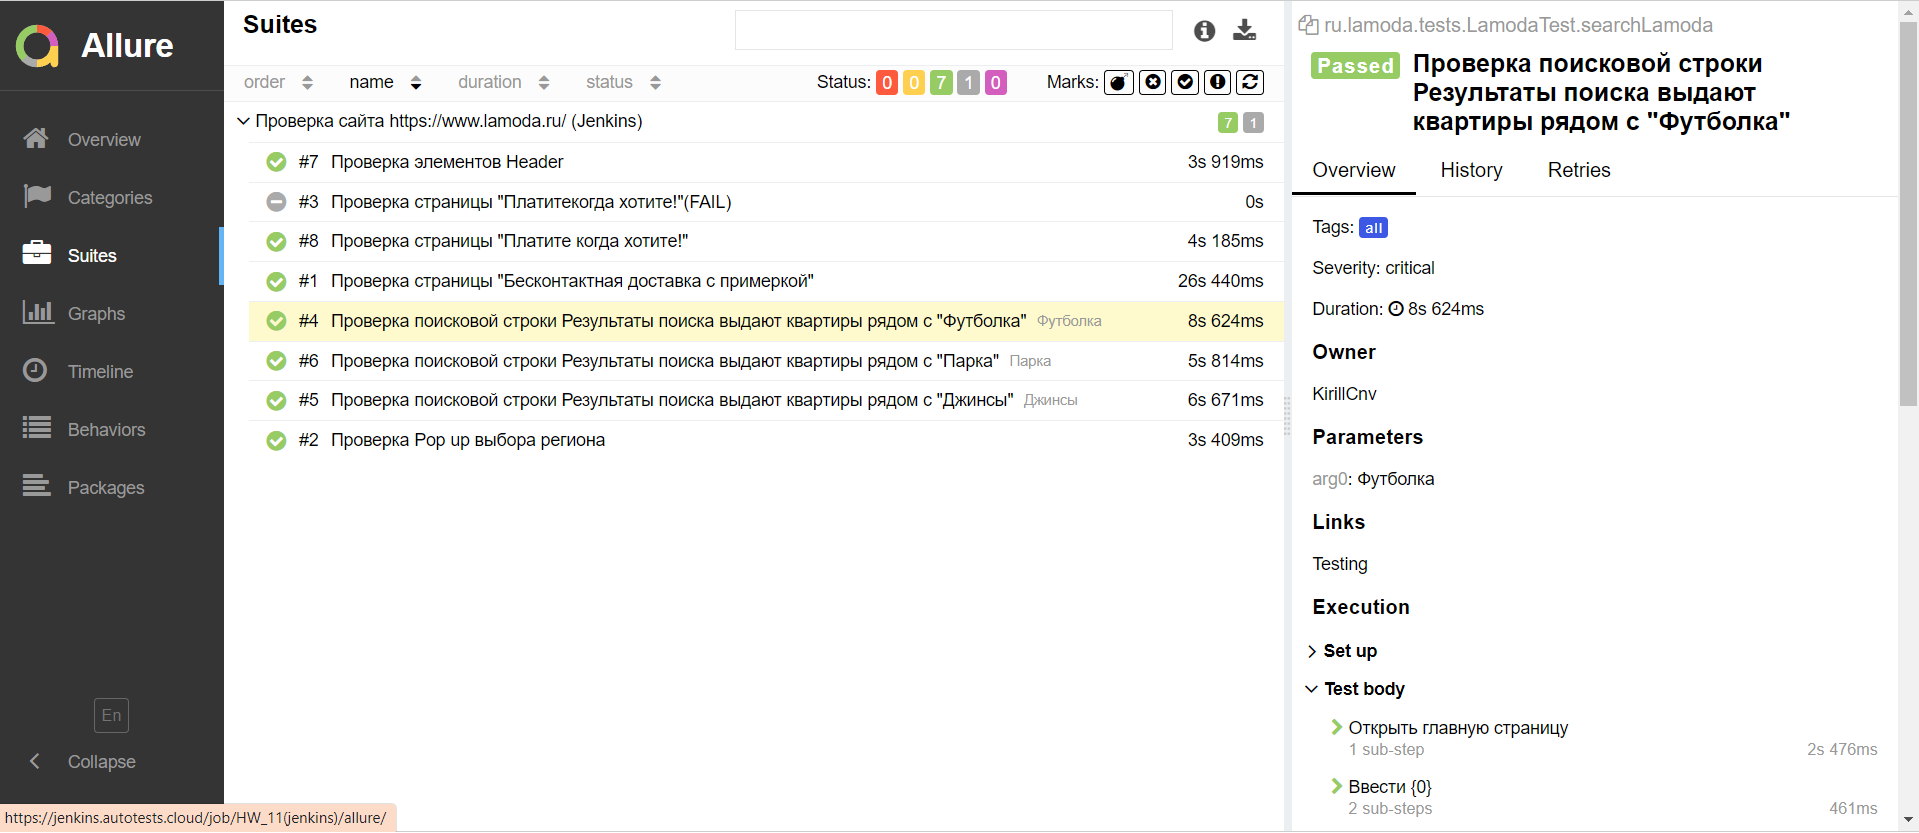 Allure
Overview
Categories
Suites
Graphs
Timeline
Behaviors
Packages
En
Collapse
https://jenkins.autotests.cloud/job/HW_11(jenkins)/allure/
Suites
order name duration status Status: 0 0 7 1 0 Marks:
Проверка сайта https://www.lamoda.ru/ (Jenkins) 7 1
#7 Проверка элементов Header 3s 919ms
#3 Проверка страницы "Платитекогда хотите!"(FAIL) 0s
#8 Проверка страницы "Платите когда хотите!" 4s 185ms
#1 Проверка страницы "Бесконтактная доставка с примеркой" 26s 440ms
#4 Проверка поисковой строки Результаты поиска выдают квартиры рядом с "Футболка" Футболка 8s 624ms
#6 Проверка поисковой строки Результаты поиска выдают квартиры рядом с "Парка" Парка 5s 814ms
#5 Проверка поисковой строки Результаты поиска выдают квартиры рядом с "Джинсы" Джинсы 6s 671ms
#2 Проверка Pop up выбора региона 3s 409ms
ru.lamoda.tests.LamodaTest.searchLamoda
Passed Проверка поисковой строки
Результаты поиска выдают
квартиры рядом с "Футболка"
Overview History Retries
Tags: all
Severity: critical
Duration: 8s 624ms
Owner
KirillCnv
Parameters
arg0: Футболка
Links
Testing
Execution
Set up
Test body
Открыть главную страницу
1 sub-step 2s 476ms
Ввести {0}
2 sub-steps 461ms